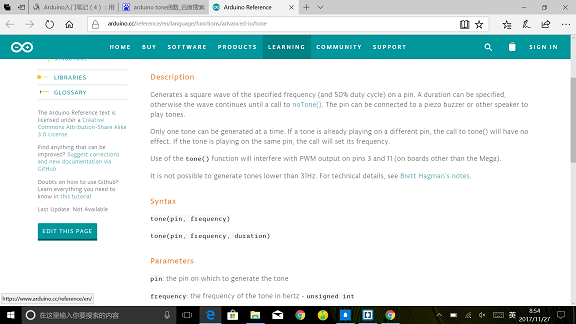 Arduino入门笔记（4）：用
arduino tone函数_百度搜索
Arduino Reference
arduino.cc/reference/en/language/functions/advanced-io/tone
HOME BUY SOFTWARE PRODUCTS LEARNING COMMUNITY SUPPORT SIGN IN
LIBRARIES
GLOSSARY
The Arduino Reference text is
licensed under a Creative
Commons Attribution-Share Alike
3.0 License.
Find anything that can be
improved? Suggest corrections
and new documentation via
GitHub.
Doubts on how to use Github?
Learn everything you need to
know in this tutorial.
Last Update: Not Available
EDIT THIS PAGE
Description
Generates a square wave of the specified frequency (and 50% duty cycle) on a pin. A duration can be specified,
otherwise the wave continues until a call to noTone(). The pin can be connected to a piezo buzzer or other speaker to
play tones.
Only one tone can be generated at a time. If a tone is already playing on a different pin, the call to tone() will have no
effect. If the tone is playing on the same pin, the call will set its frequency.
Use of the tone() function will interfere with PWM output on pins 3 and 11 (on boards other than the Mega).
It is not possible to generate tones lower than 31Hz. For technical details, see Brett Hagman's notes.
Syntax
tone(pin, frequency)
tone(pin, frequency, duration)
Parameters
pin: the pin on which to generate the tone
frequency: the frequency of the tone in hertz - unsigned int
https://www.arduino.cc/reference/en/
在这里输入你要搜索的内容
英
8:54
2017/11/27